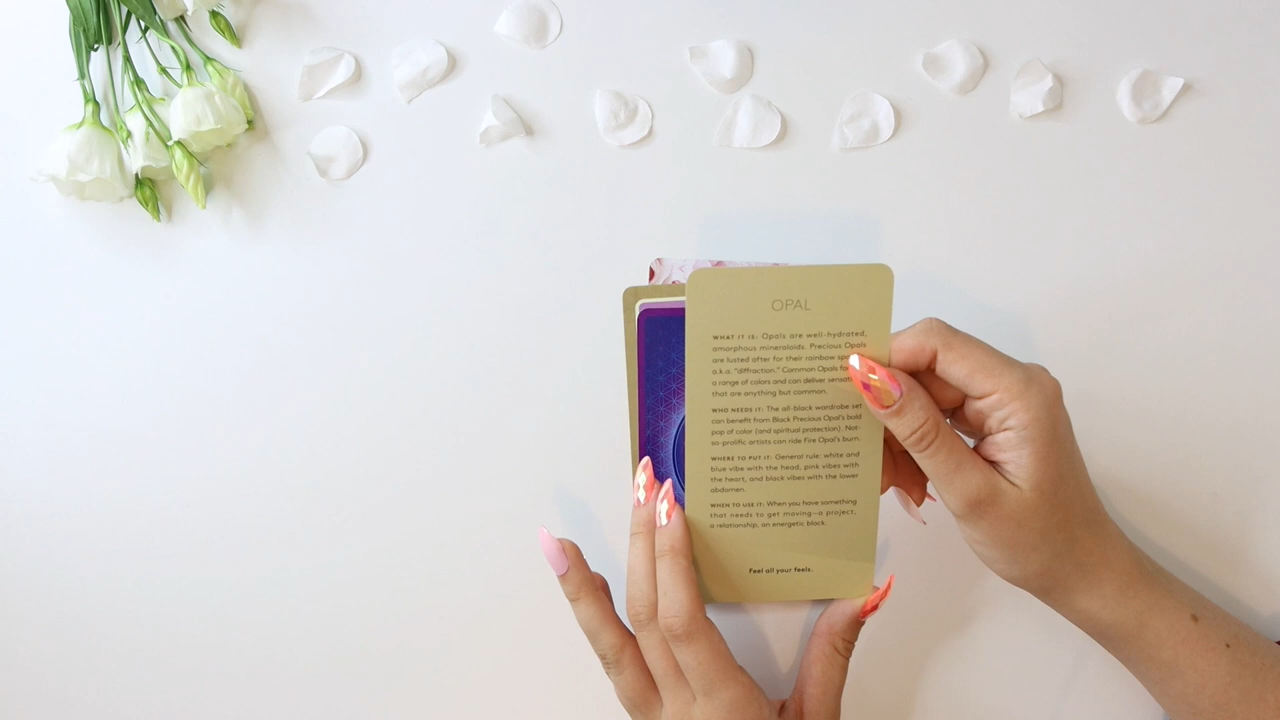 OPAL
WHAT IT IS: Opals are well-hydrated,
amorphous mineraloids. Precious Opals
are lusted after for their rainbow
a.k.a. "diffraction." Common Opals
a range of colors and can deliver
that are anything but common.
WHO NEEDS IT: The all-black wardrobe set
can benefit from Black Precious Opal's bold
pop of color (and spiritual protection). Not-
so-prolific artists can ride Fire Opal's burn.
WHERE TO PUT IT: General rule: white and
blue vibe with the head, pink vibes with
the heart, and black vibes with the lower
abdomen.
WHEN TO USE IT: When you have something
that needs to get moving—a project,
a relationship, an energetic block.
Feel all your feels.